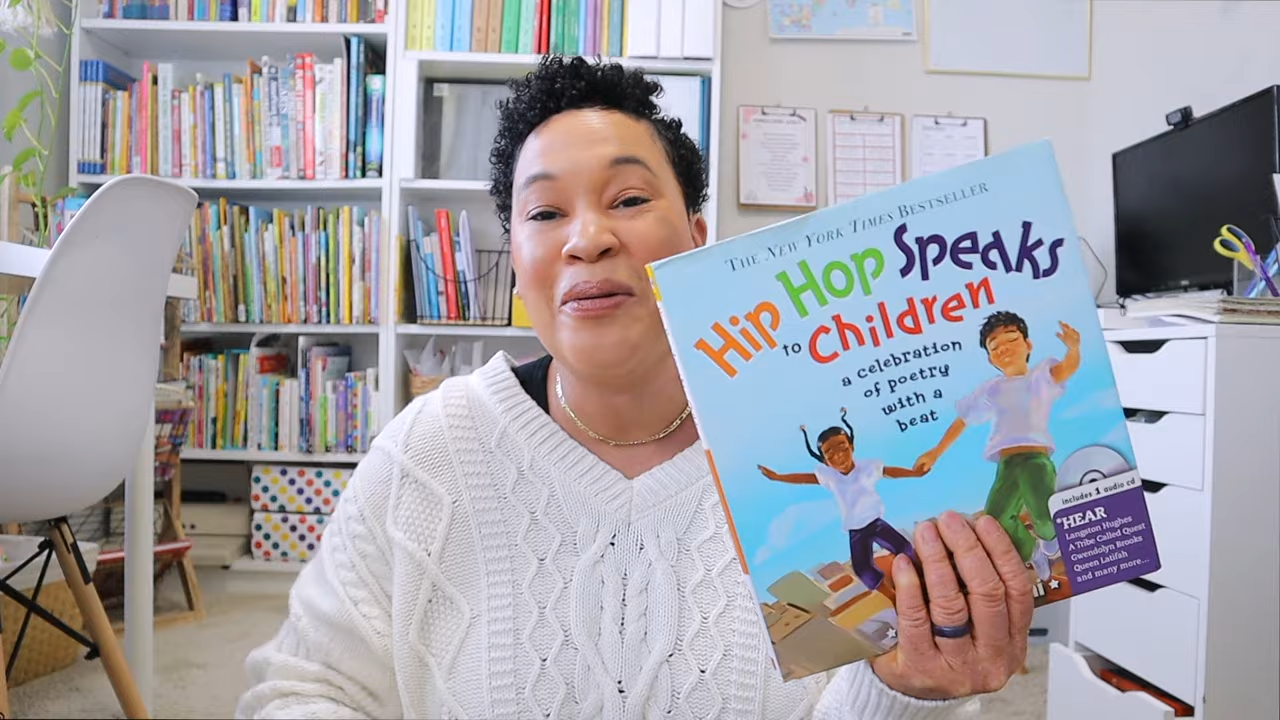 THE NEW YORK TIMES BESTSELLER
Hip Hop Speaks
to Children
a celebration
of poetry
with a
beat
includes 1 audio cd
*HEAR
Langston Hughes
A Tribe Called Quest
Gwendolyn Brooks
Queen Latifah
and many more...